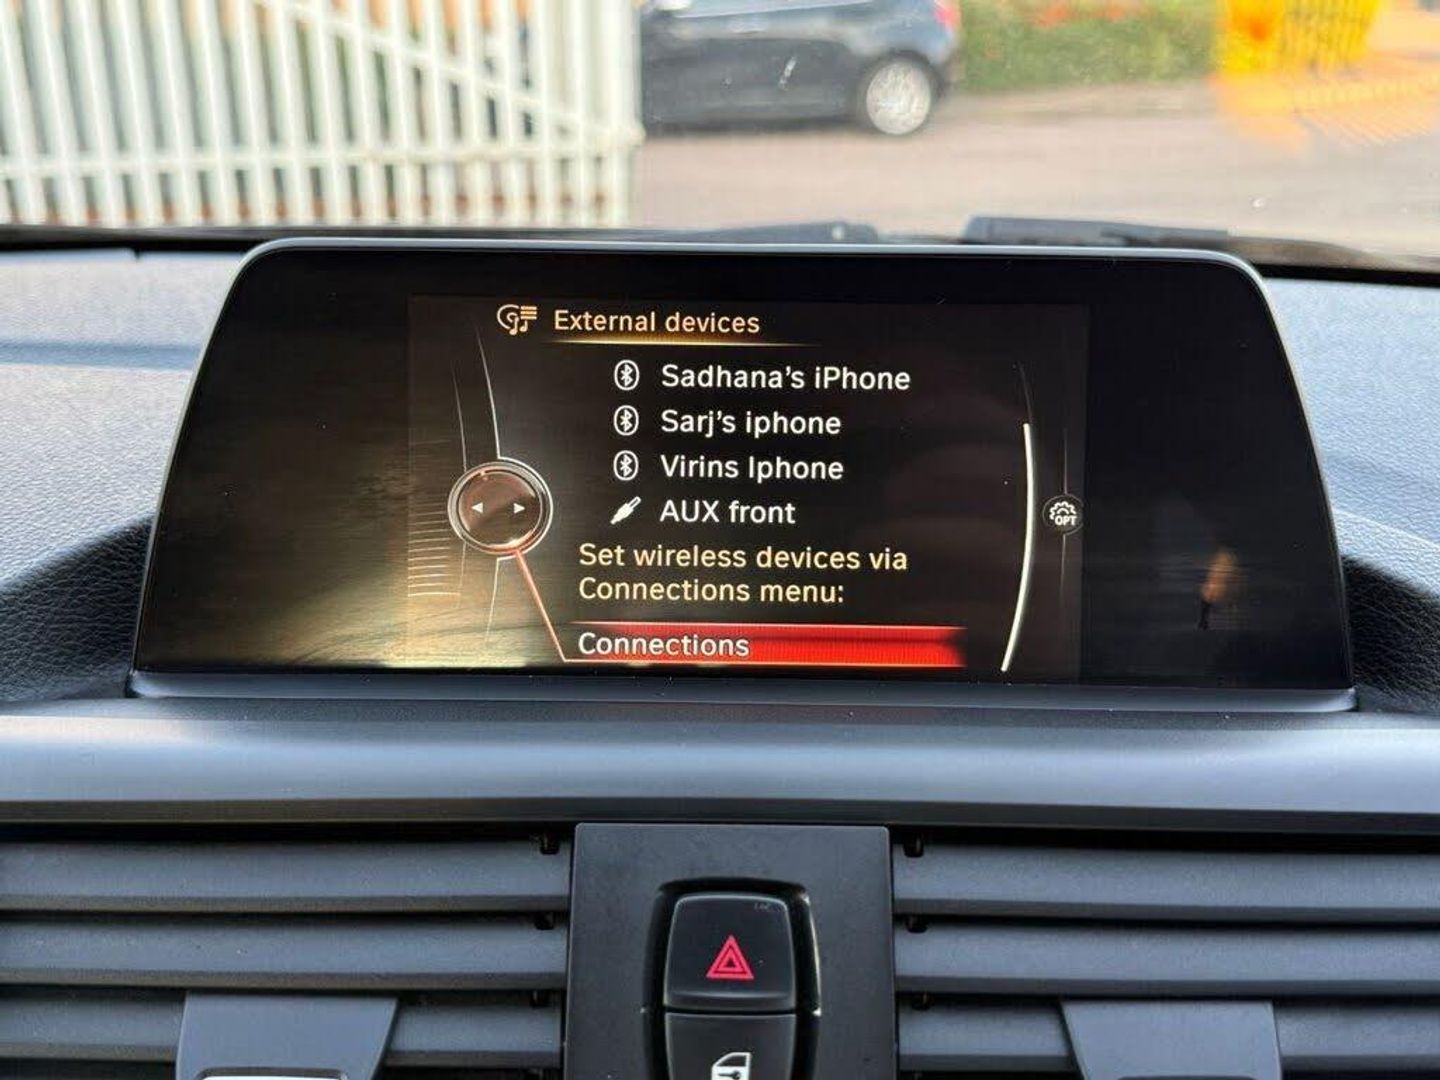 External devices
Sadhana's iPhone
Sarj's iphone
Virins Iphone
AUX front
OPT
Set wireless devices via
Connections menu:
Connections